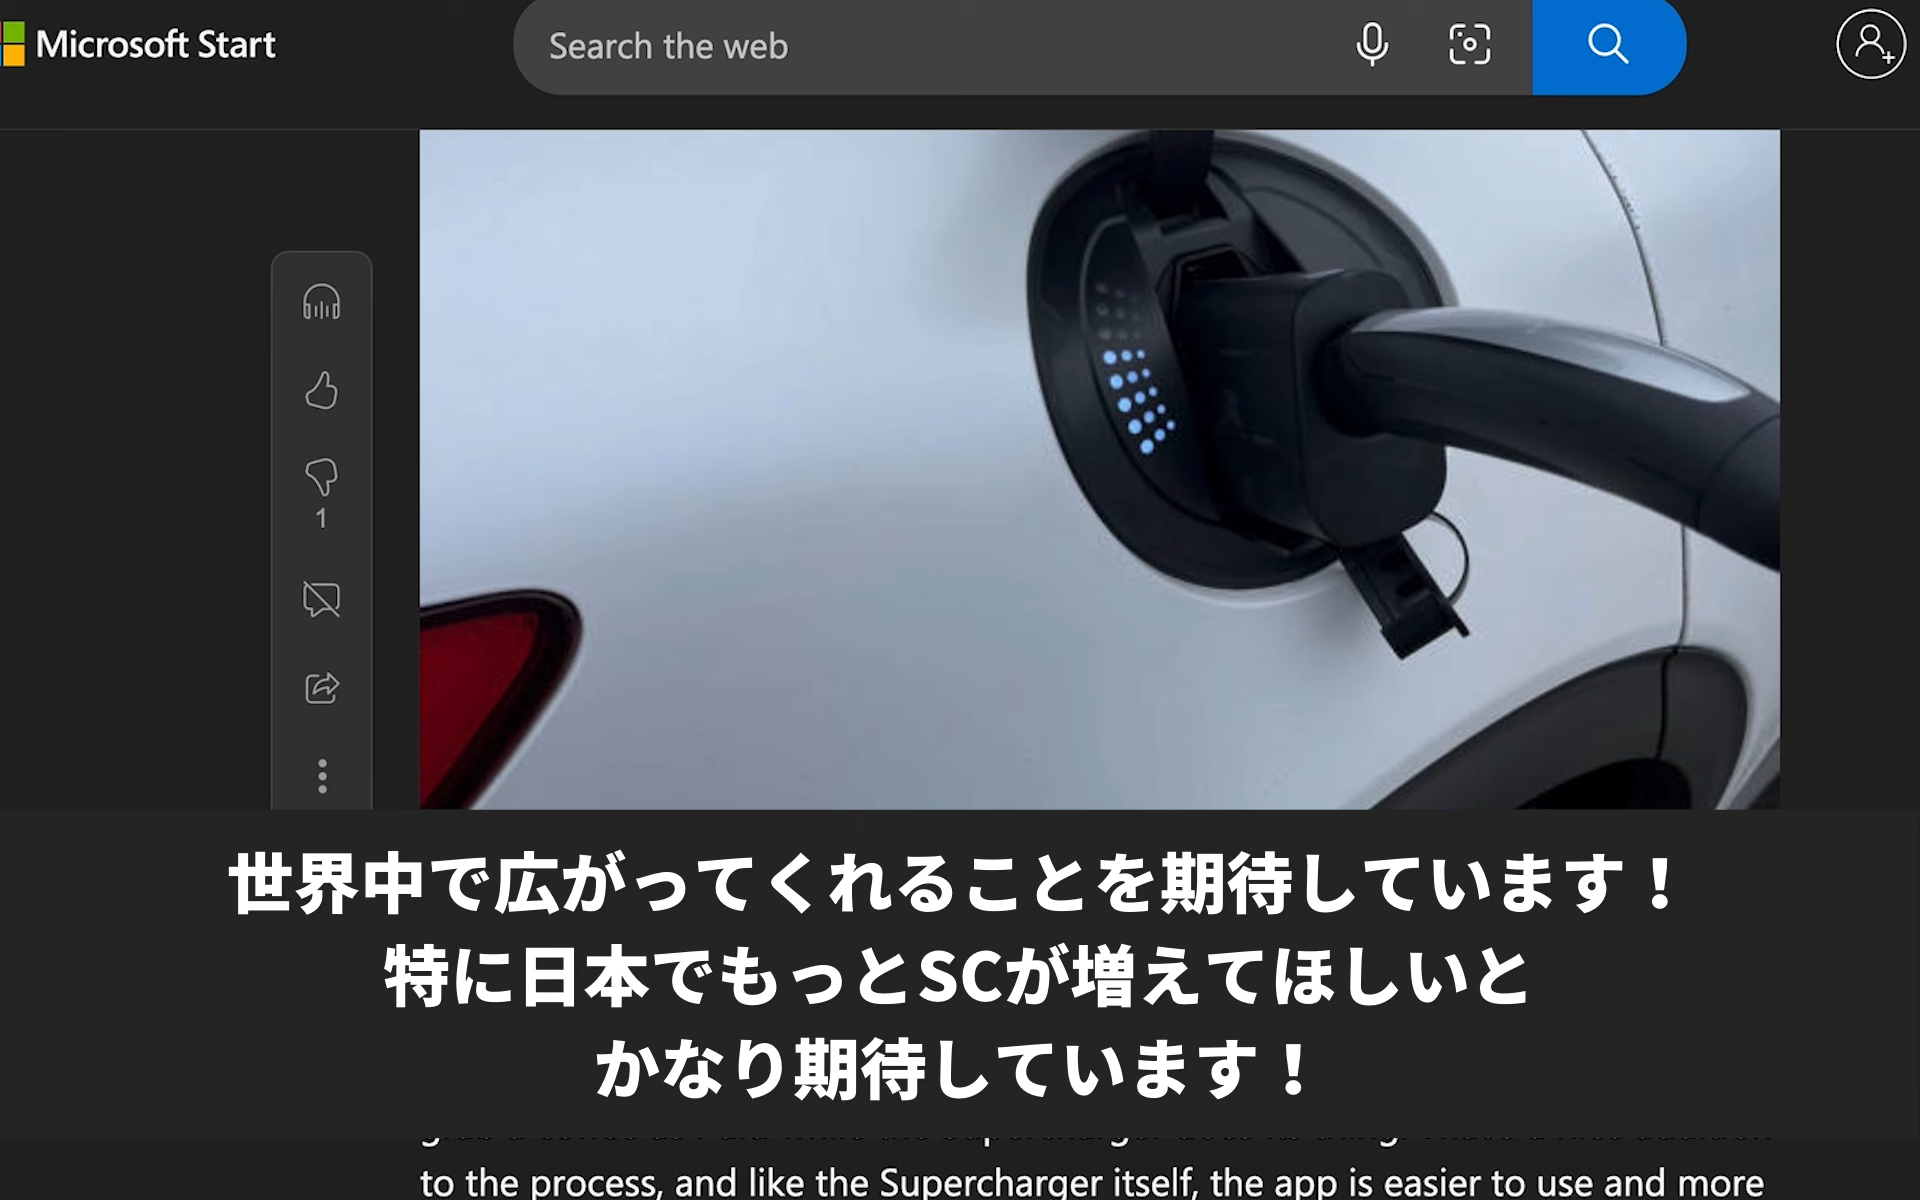 Microsoft Start
Search the web
1
世界中で広がってくれることを期待しています！
特に日本でもっとSCが増えてほしいと
かなり期待しています！
to the process, and like the Supercharger itself, the app is easier to use and more